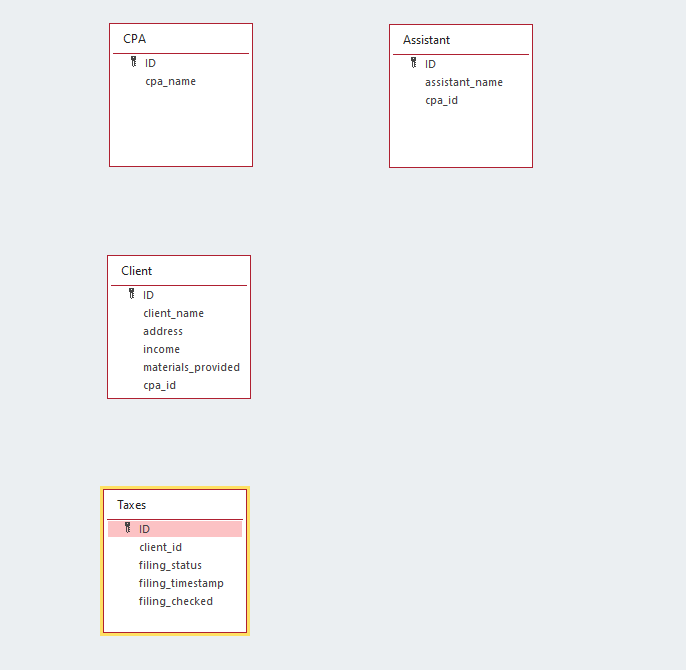 CPA
ID
cpa_name
Assistant
ID
assistant_name
cpa_id
Client
ID
client_name
address
income
materials_provided
cpa_id
Taxes
ID
client_id
filing_status
filing_timestamp
filing_checked